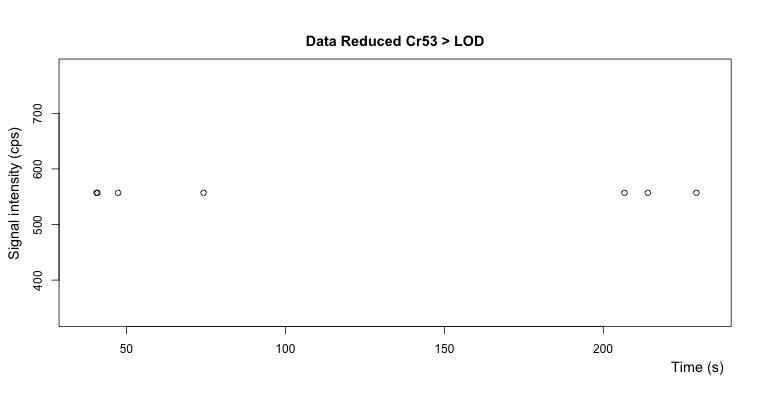 Data Reduced Cr53 > LOD
Signal intensity (cps)
700
600
500
400
50 100 150 200
Time (s)